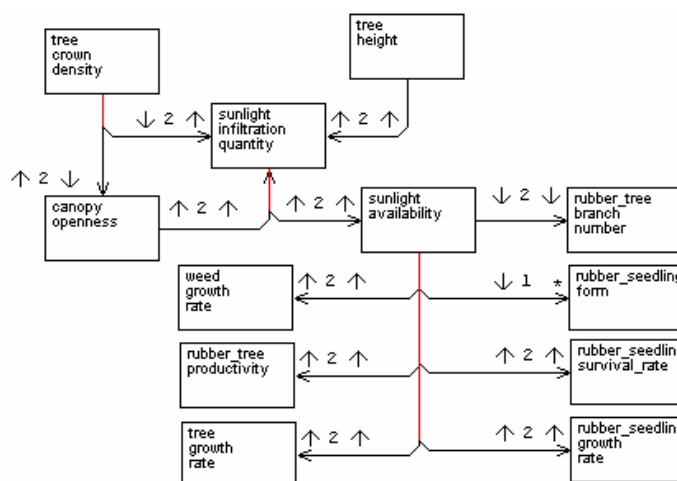 tree
crown
density
tree
height
↓ 2 ↑
sunlight
infiltration
quantity
↑ 2 ↑
↑ 2 ↓
canopy
openness
↑ 2 ↑
↑ 2 ↑
sunlight
availability
↓ 2 ↓
rubber_tree
branch
number
weed
growth
rate
↑ 2 ↑
↓ 1 *
rubber_seedling
form
rubber_tree
productivity
↑ 2 ↑
↑ 2 ↑
rubber_seedlin
survival_rate
tree
growth
rate
↑ 2 ↑
↑ 2 ↑
rubber_seedlin
growth
rate